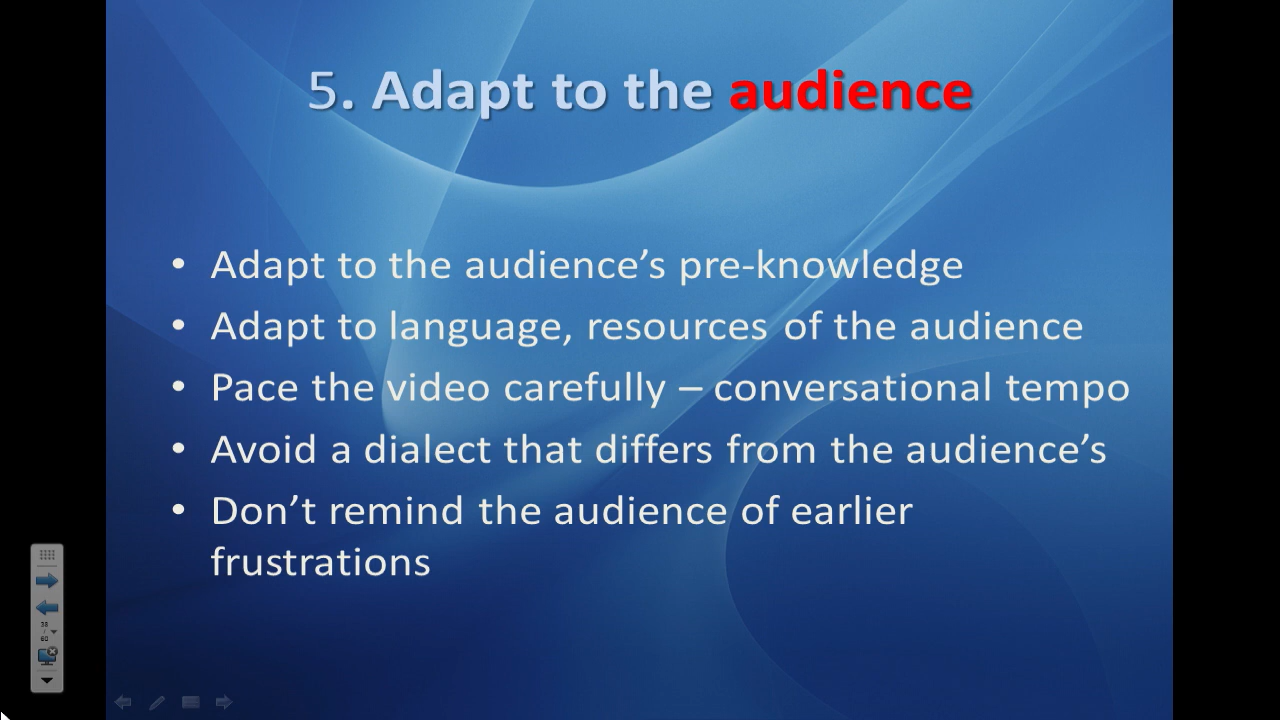 5. Adapt to the audience
• Adapt to the audience’s pre-knowledge
• Adapt to language, resources of the audience
• Pace the video carefully – conversational tempo
• Avoid a dialect that differs from the audience’s
• Don’t remind the audience of earlier
frustrations
38
/
60